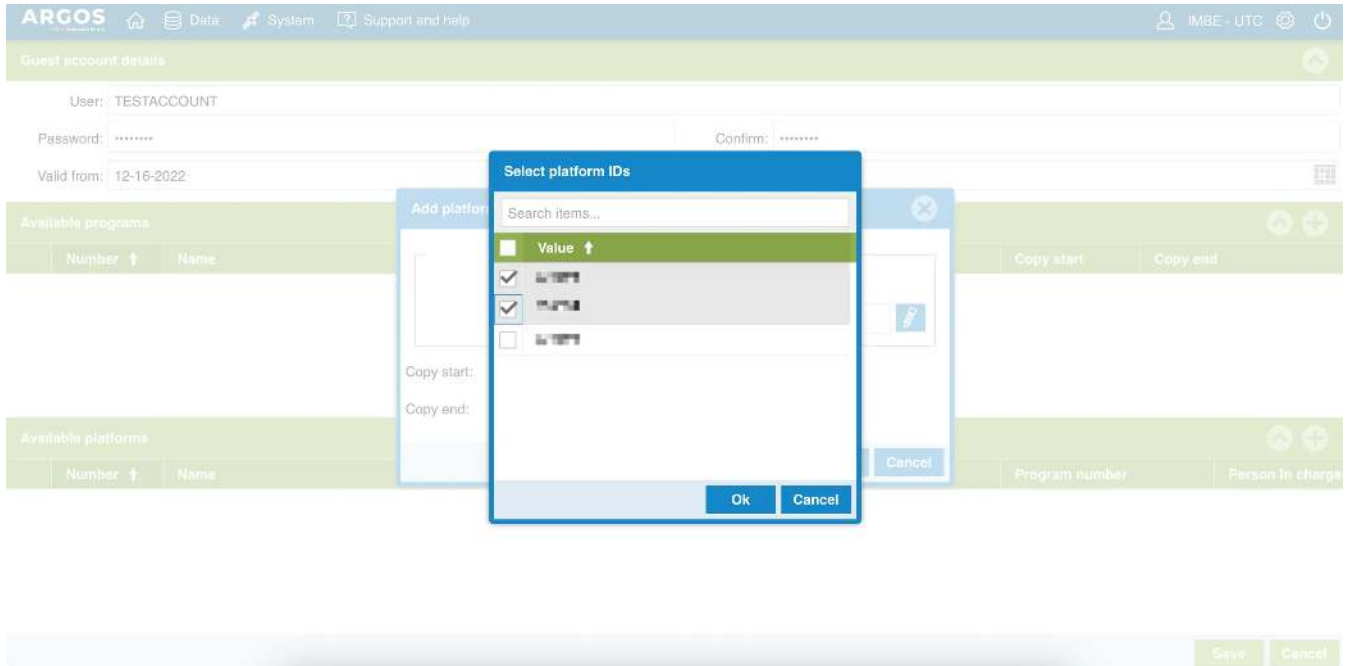 ARGOS Data System Support and help IMBE - UTC
Guest account details
User: TESTACCOUNT
Password: •••••••• Confirm: ••••••••
Valid from: 12-16-2022
Select platform IDs
Add platfor
Search items...
Available programs
Value
Number Name Copy start Copy end
Copy start:
Copy end:
Available platforms
Cancel
Number Name Program number Person in charge
Ok Cancel
Save Cancel